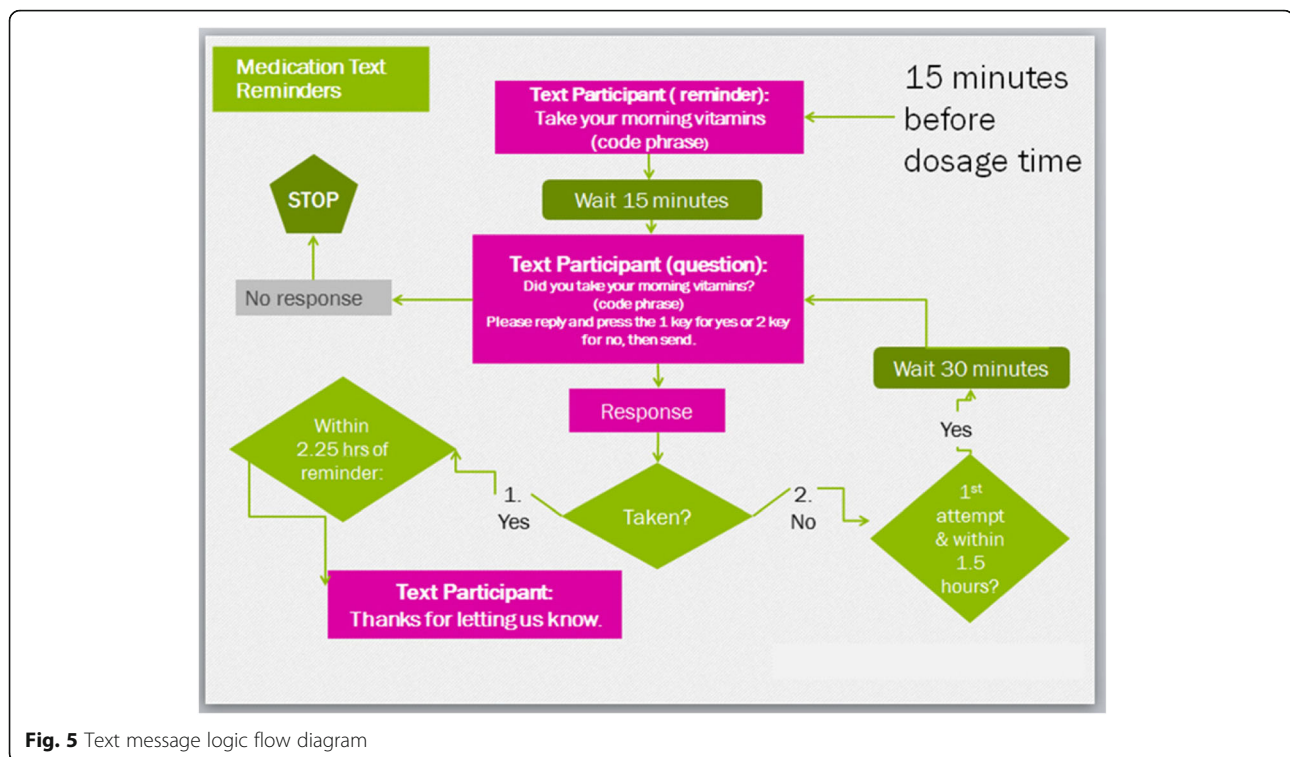 Medication Text
Reminders
Text Participant ( reminder):
Take your morning vitamins
(code phrase)
15 minutes
before
dosage time
STOP
Wait 15 minutes
Text Participant (question):
Did you take your morning vitamins?
(code phrase)
Please reply and press the 1 key for yes or 2 key
for no, then send.
No response
Wait 30 minutes
Response
Within
2.25 hrs of
reminder:
Yes
1.
Yes
Taken?
2.
No
1st
attempt
& within
1.5
hours?
Text Participant:
Thanks for letting us know.
Fig. 5 Text message logic flow diagram